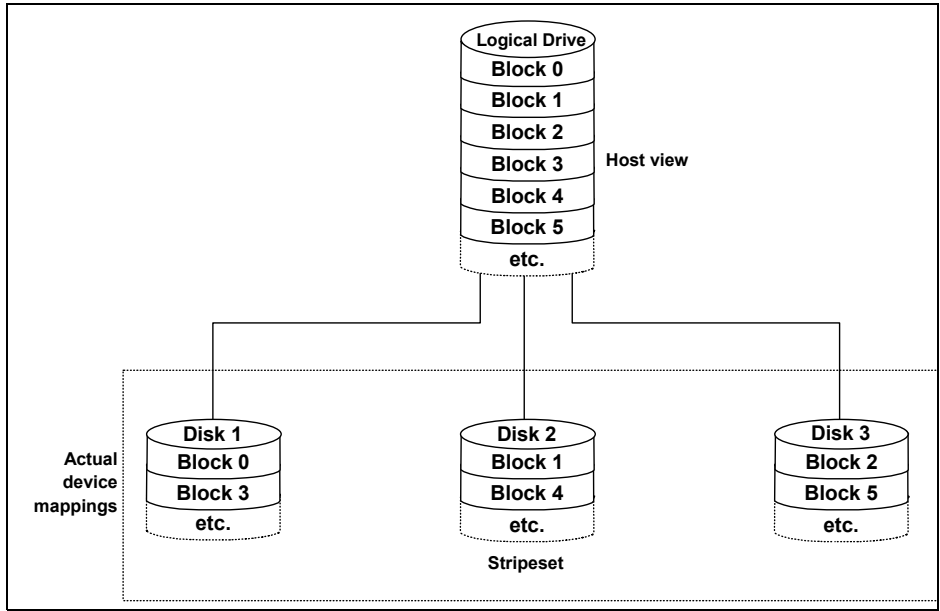 Logical Drive
Block 0
Block 1
Block 2
Block 3
Host view
Block 4
Block 5
etc.
Disk 1
Block 0
Block 3
etc.
Disk 2
Block 1
Block 4
etc.
Disk 3
Block 2
Block 5
etc.
Actual
device
mappings
Stripeset